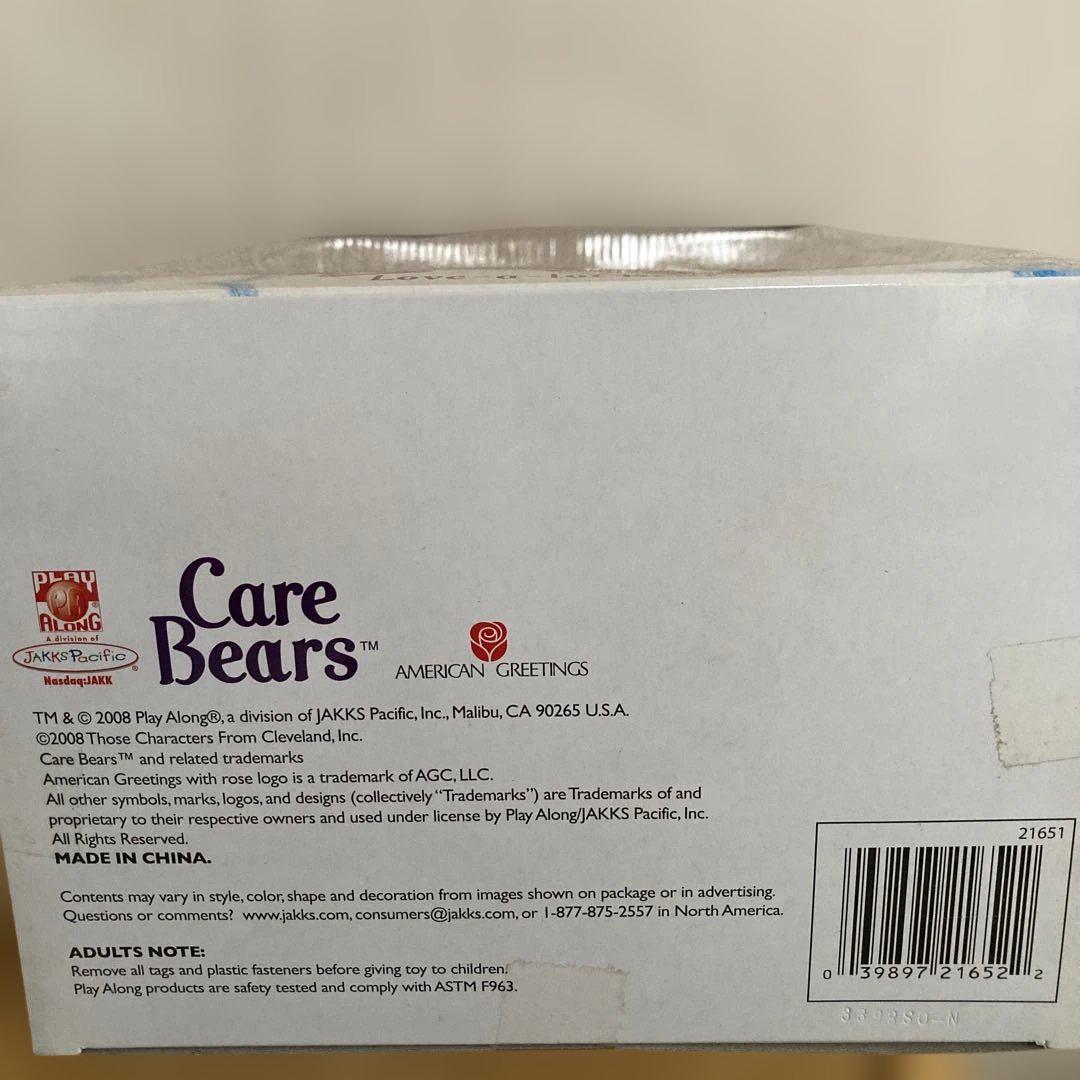 Love a
PLAY
ALONG
A division of
JAKKS Pacific®
Nasdaq:JAKK
Care
Bears™
AMERICAN GREETINGS
TM & © 2008 Play Along®, a division of JAKKS Pacific, Inc., Malibu, CA 90265 U.S.A.
©2008 Those Characters From Cleveland, Inc.
Care Bears™ and related trademarks
American Greetings with rose logo is a trademark of AGC, LLC.
All other symbols, marks, logos, and designs (collectively “Trademarks”) are Trademarks of and
proprietary to their respective owners and used under license by Play Along/JAKKS Pacific, Inc.
All Rights Reserved.
MADE IN CHINA.
Contents may vary in style, color, shape and decoration from images shown on package or in advertising.
Questions or comments? www.jakks.com, consumers@jakks.com, or 1-877-875-2557 in North America.
ADULTS NOTE:
Remove all tags and plastic fasteners before giving toy to children.
Play Along products are safety tested and comply with ASTM F963.
21651
0 39897 21652 2